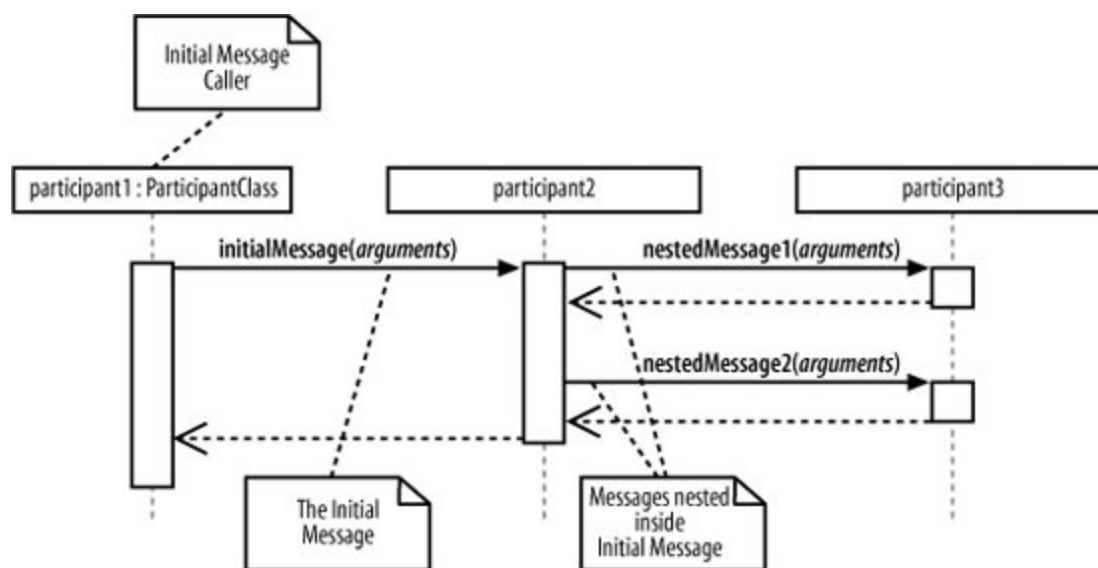 Initial Message
Caller
participant1 : ParticipantClass
participant2
participant3
initialMessage(arguments)
nestedMessage1(arguments)
nestedMessage2(arguments)
The Initial
Message
Messages nested
inside
Initial Message